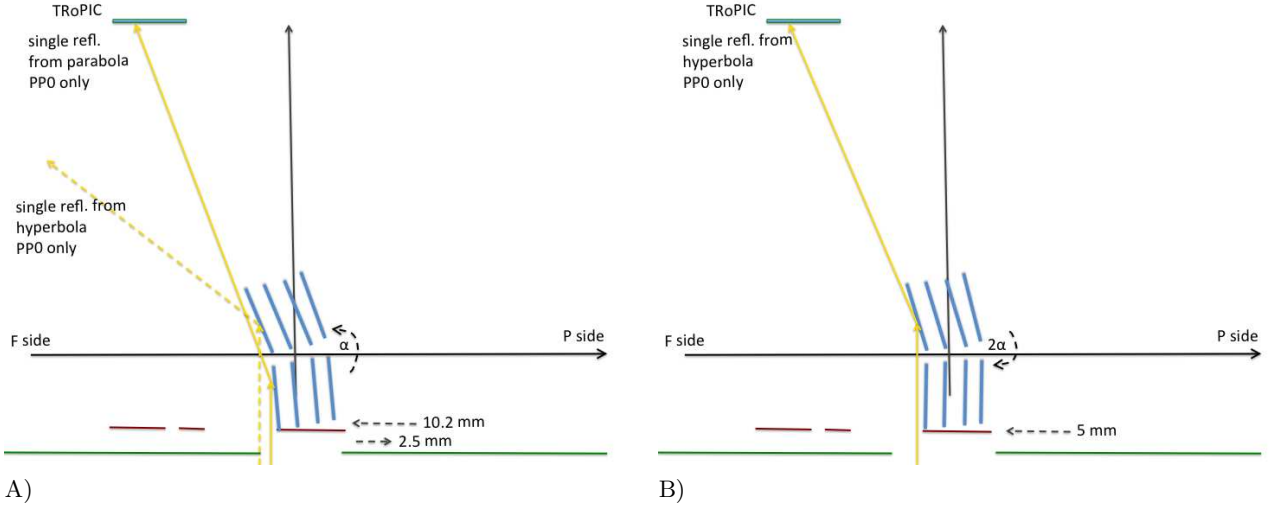 TRoPIC
single refl.
from parabola
PP0 only
single refl. from
hyperbola
PP0 only
F side
P side
α
10.2 mm
2.5 mm
A)
TRoPIC
single refl. from
hyperbola
PP0 only
F side
P side
2α
5 mm
B)